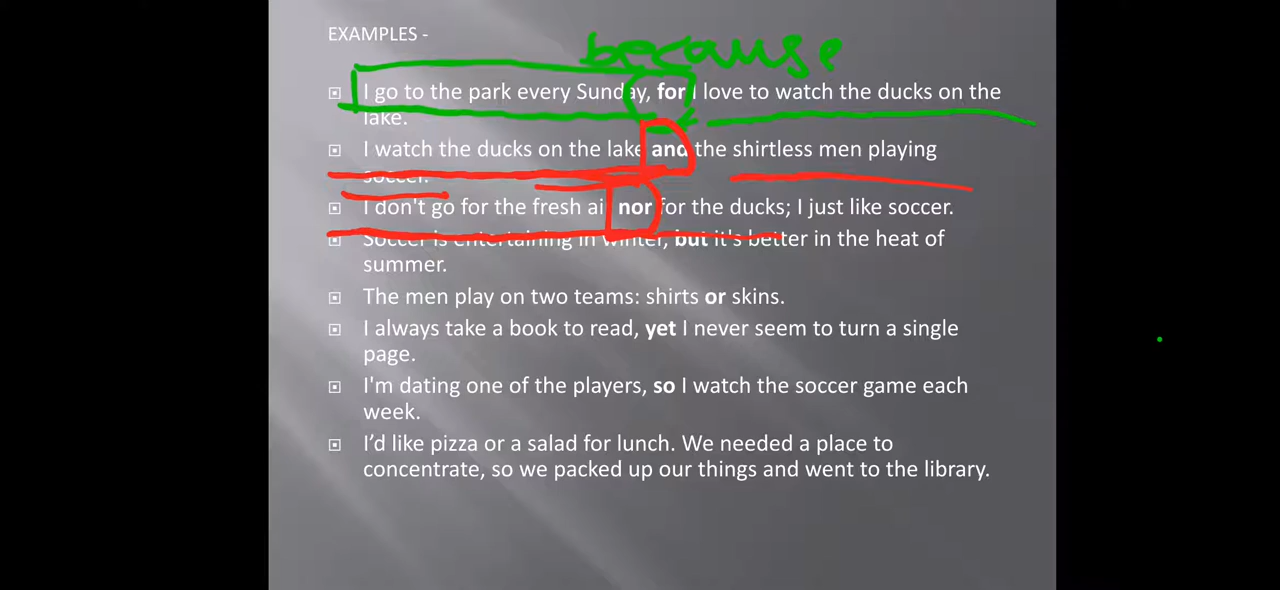 EXAMPLES -
because
I go to the park every Sunday, for I love to watch the ducks on the
lake.
I watch the ducks on the lake and the shirtless men playing
soccer.
I don't go for the fresh air nor for the ducks; I just like soccer.
Soccer is entertaining in winter, but it's better in the heat of
summer.
The men play on two teams: shirts or skins.
I always take a book to read, yet I never seem to turn a single
page.
I'm dating one of the players, so I watch the soccer game each
week.
I’d like pizza or a salad for lunch. We needed a place to
concentrate, so we packed up our things and went to the library.